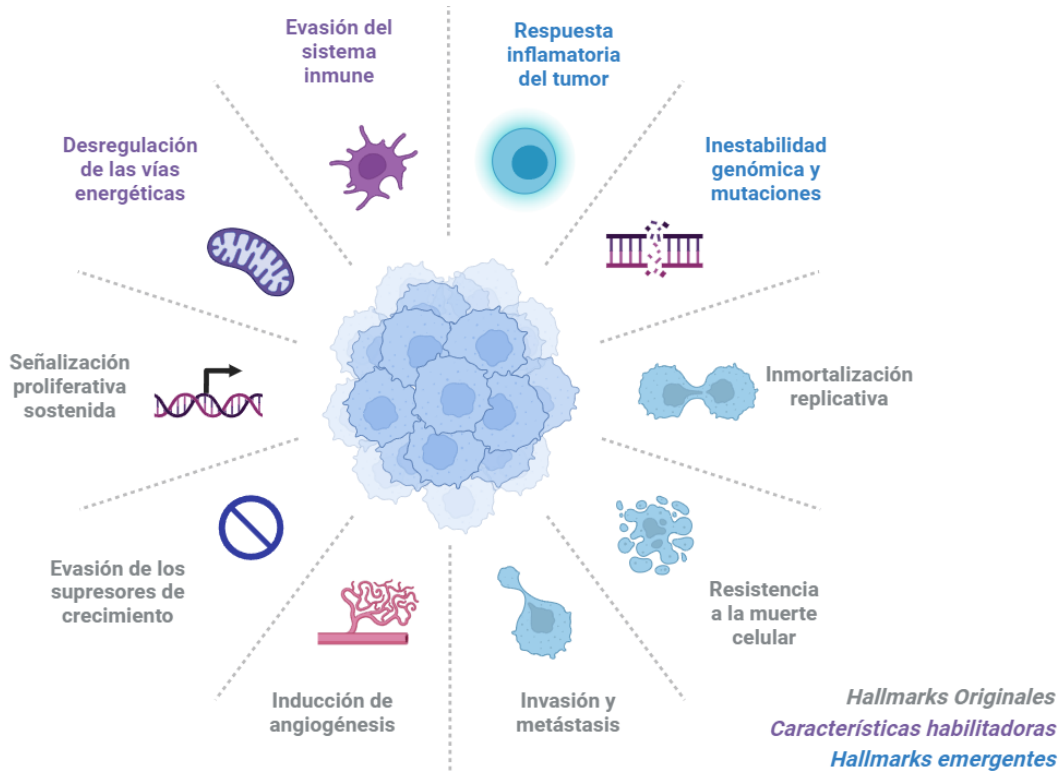 Evasión del
sistema
inmune
Respuesta
inflamatoria
del tumor
Desregulación
de las vías
energéticas
Inestabilidad
genómica y
mutaciones
Señalización
proliferativa
sostenida
Inmortalización
replicativa
Evasión de los
supresores de
crecimiento
Resistencia
a la muerte
celular
Inducción de
angiogénesis
Invasión y
metástasis
Hallmarks Originales
Características habilitadoras
Hallmarks emergentes